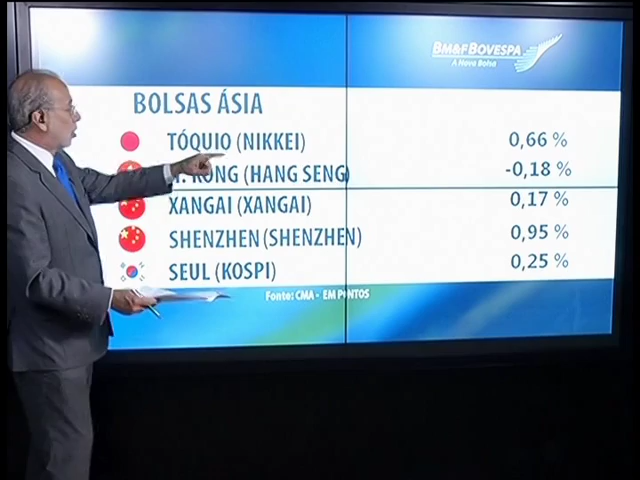 BM&FBOVESPA
A Nova Bolsa
BOLSAS ÁSIA
TÓQUIO (NIKKEI) 0,66 %
KONG (HANG SENG) -0,18 %
XANGAI (XANGAI) 0,17 %
SHENZHEN (SHENZHEN) 0,95 %
SEUL (KOSPI) 0,25 %
Fonte: CMA - EM PONTOS